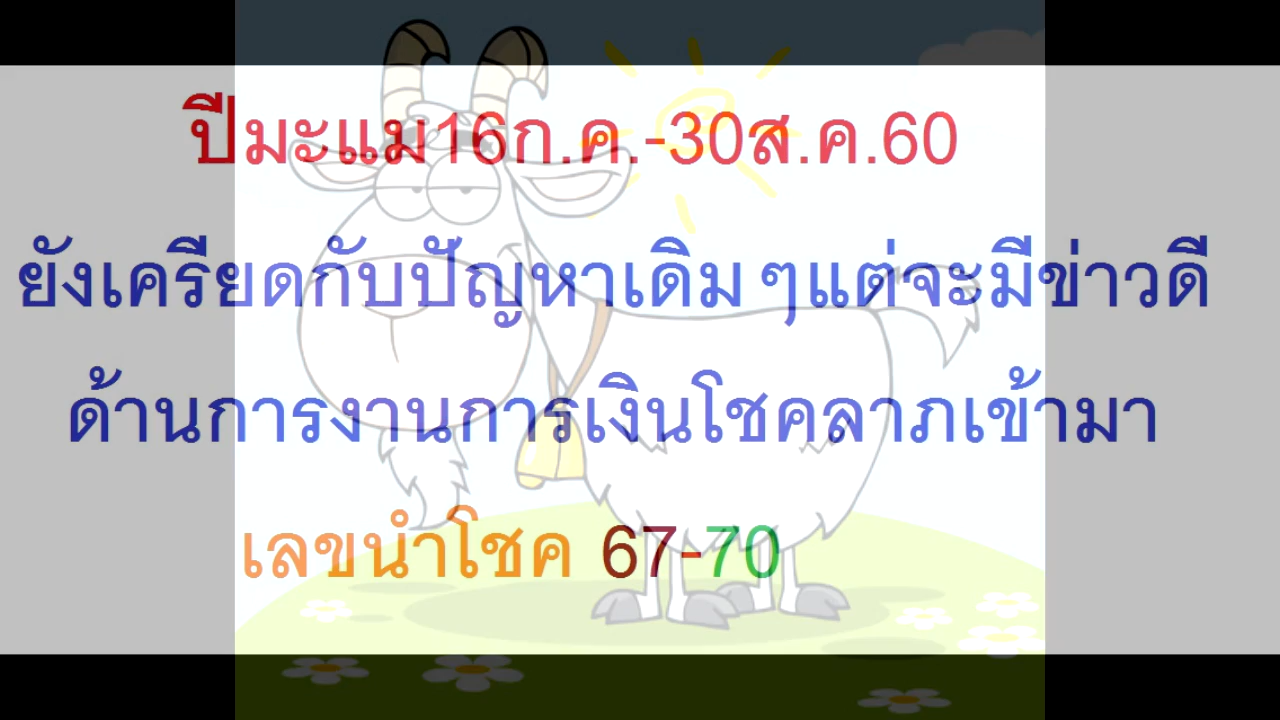 ปีมะแม16ก.ค.-30ส.ค.60
ยังเครียดกับปัญหาเดิมๆแต่จะมีข่าวดี
ด้านการงานการเงินโชคลาภเข้ามา
เลขนำโชค 67-70